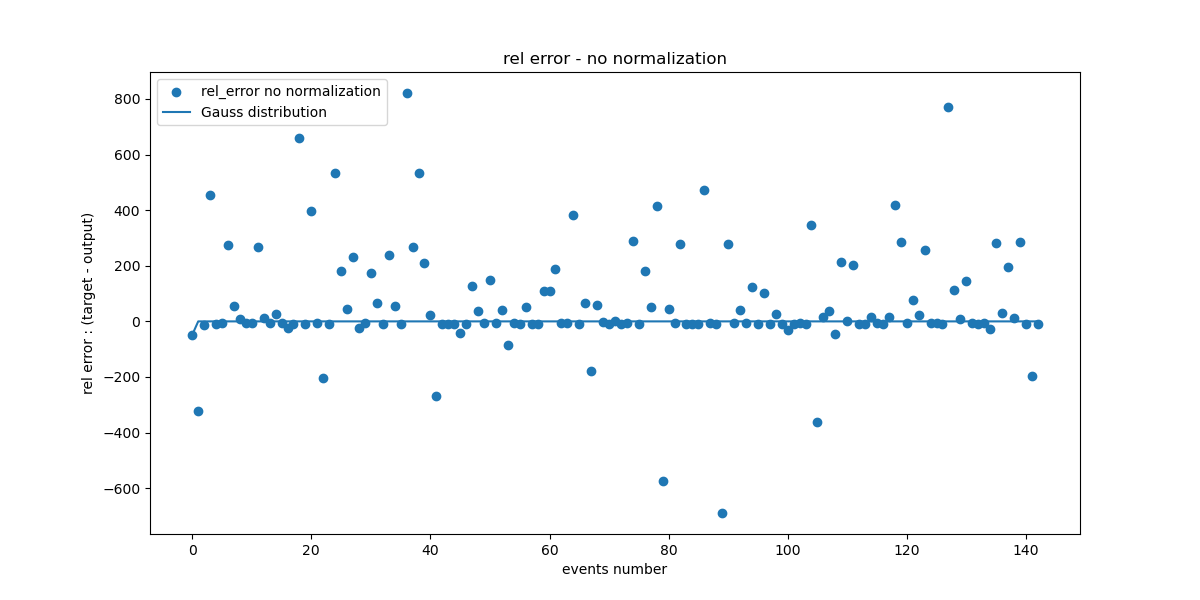 rel error - no normalization
rel_error no normalization
Gauss distribution
800
600
400
200
0
−200
−400
−600
rel error : (target - output)
0 20 40 60 80 100 120 140
events number